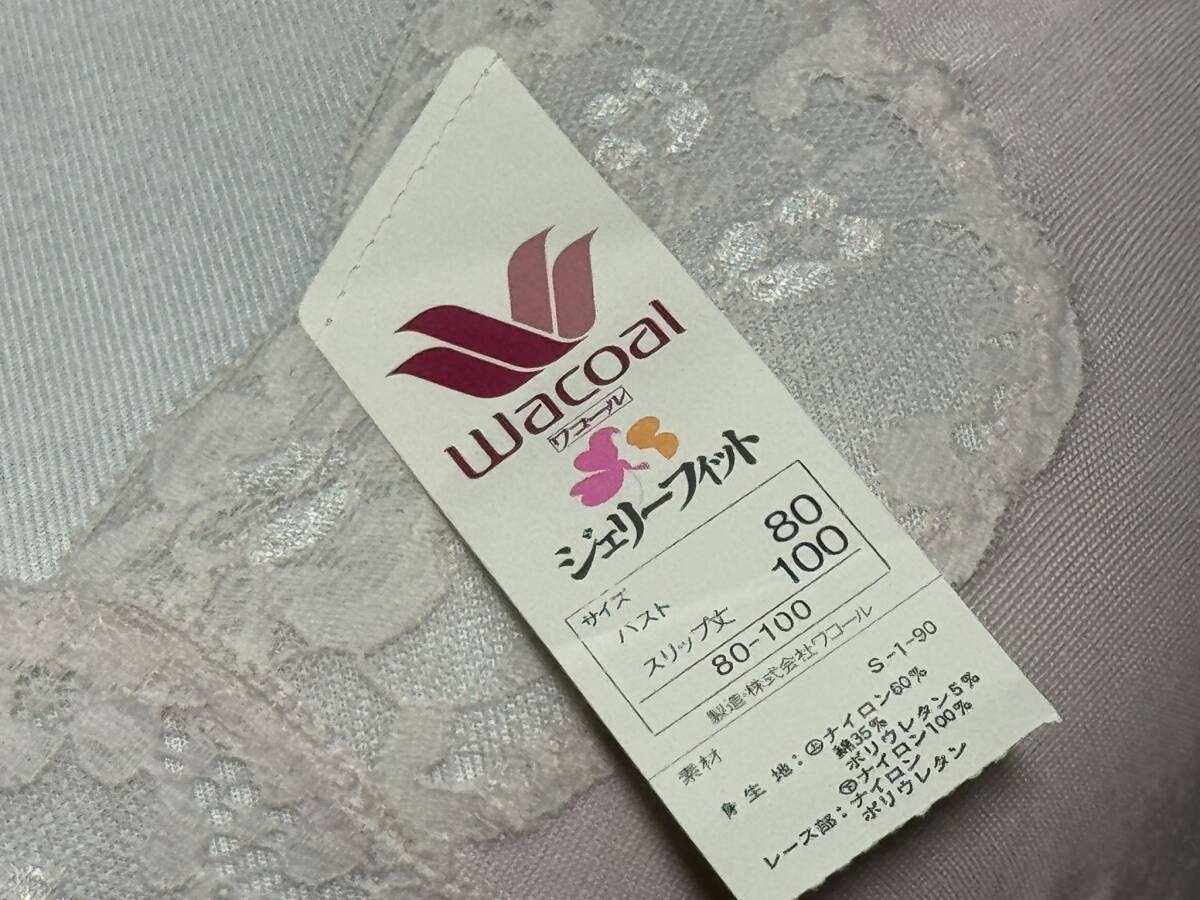 Wacoal
ワコール
ジェリーフィット
サイズ
バスト 80
スリップ丈 100
80-100
製造・株式会社ワコール
S-1-90
素材
身生地：㊤ナイロン60%
綿35%
ポリウレタン5%
㊦ナイロン100%
レース部：ナイロン
ポリウレタン